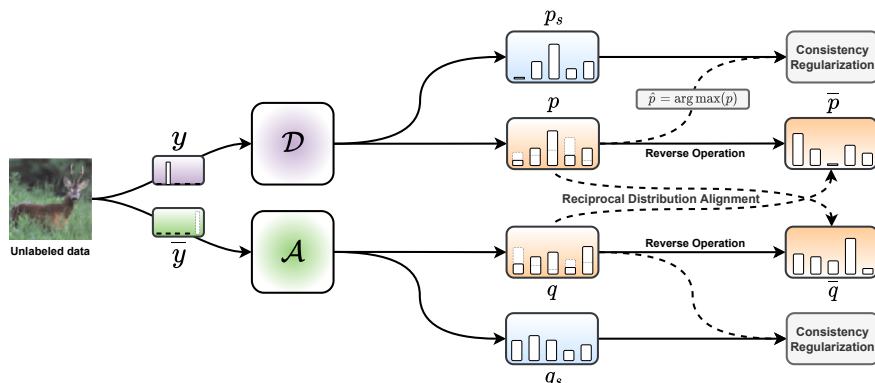 p_s
Consistency
Regularization
p̂ = arg max(p)
y
p
p̅
D
Reverse Operation
Reciprocal Distribution Alignment
Unlabeled data
y̅
A
Reverse Operation
q
q̅
Consistency
Regularization
q_s